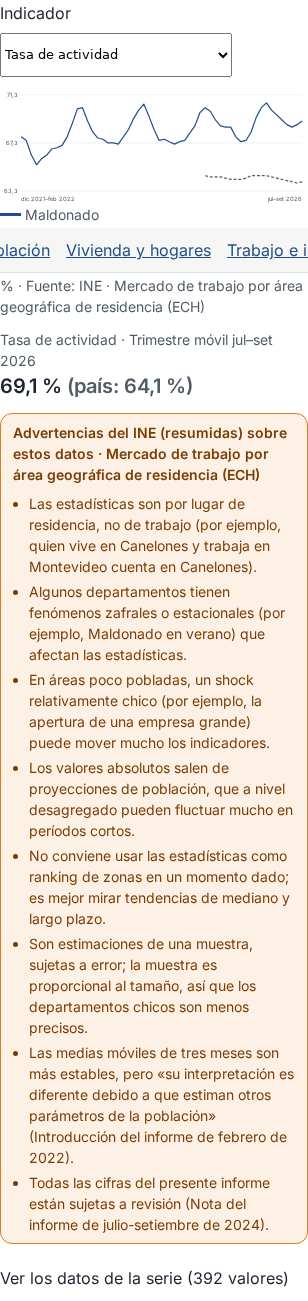 Indicador
Tasa de actividad
71,3
67,3
63,3
dic 2021–feb 2022
jul–set 2026
Maldonado
blación Vivienda y hogares Trabajo e i
% · Fuente: INE · Mercado de trabajo por área
geográfica de residencia (ECH)
Tasa de actividad · Trimestre móvil jul–set
2026
69,1 % (país: 64,1 %)
Advertencias del INE (resumidas) sobre
estos datos · Mercado de trabajo por
área geográfica de residencia (ECH)
• Las estadísticas son por lugar de
residencia, no de trabajo (por ejemplo,
quien vive en Canelones y trabaja en
Montevideo cuenta en Canelones).
• Algunos departamentos tienen
fenómenos zafrales o estacionales (por
ejemplo, Maldonado en verano) que
afectan las estadísticas.
• En áreas poco pobladas, un shock
relativamente chico (por ejemplo, la
apertura de una empresa grande)
puede mover mucho los indicadores.
• Los valores absolutos salen de
proyecciones de población, que a nivel
desagregado pueden fluctuar mucho en
períodos cortos.
• No conviene usar las estadísticas como
ranking de zonas en un momento dado;
es mejor mirar tendencias de mediano y
largo plazo.
• Son estimaciones de una muestra,
sujetas a error; la muestra es
proporcional al tamaño, así que los
departamentos chicos son menos
precisos.
• Las medias móviles de tres meses son
más estables, pero «su interpretación es
diferente debido a que estiman otros
parámetros de la población»
(Introducción del informe de febrero de
2022).
• Todas las cifras del presente informe
están sujetas a revisión (Nota del
informe de julio-setiembre de 2024).
Ver los datos de la serie (392 valores)